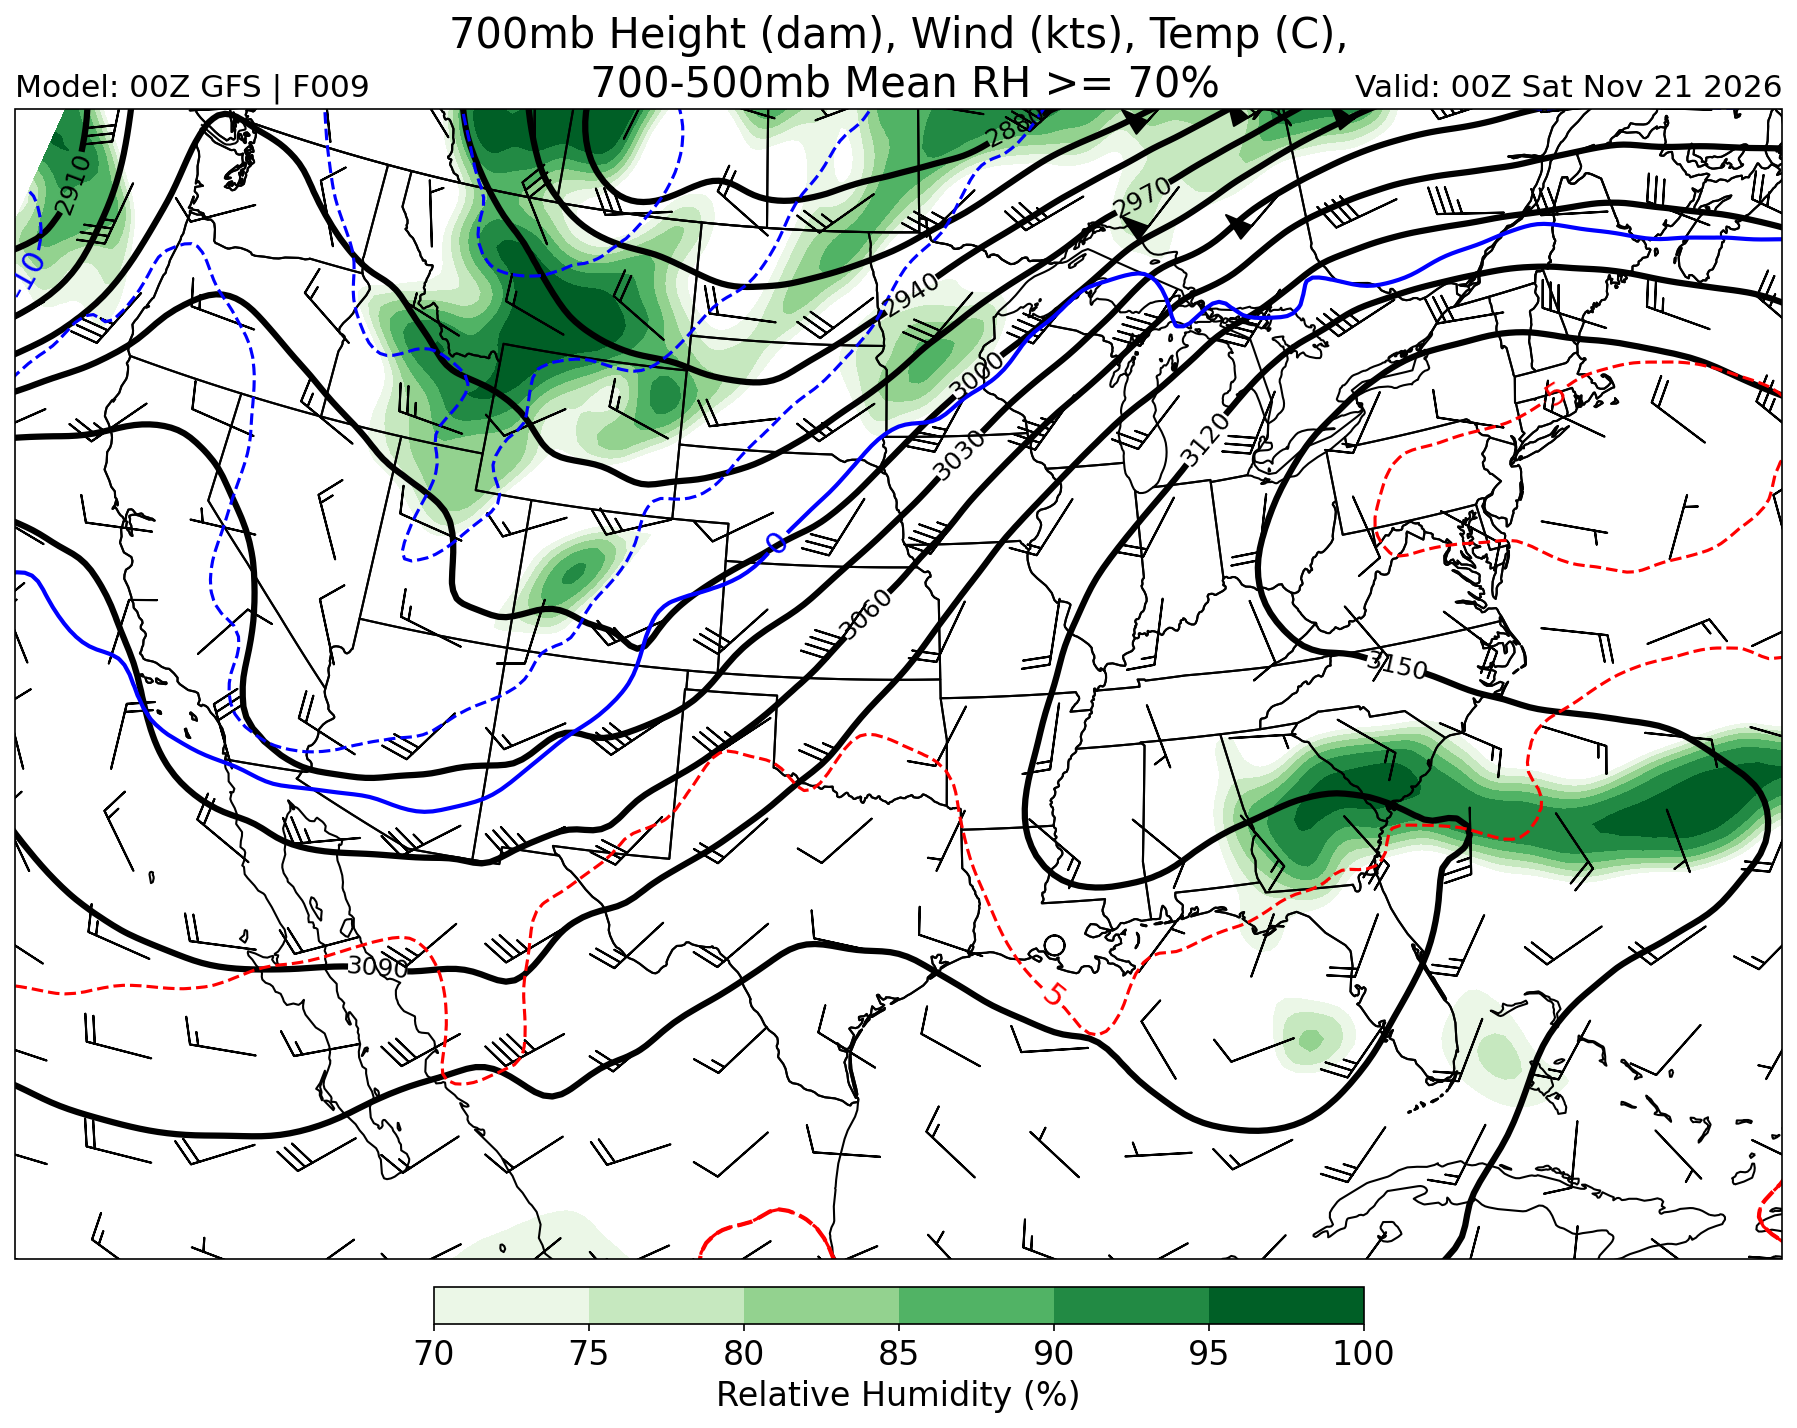 700mb Height (dam), Wind (kts), Temp (C),
Model: 00Z GFS | F009
700-500mb Mean RH >= 70%
Valid: 00Z Sat Nov 21 2026
2880
2910
2970
-10
2940
3000
5
3120
3030
0
3060
3150
3090
5
70 75 80 85 90 95 100
Relative Humidity (%)